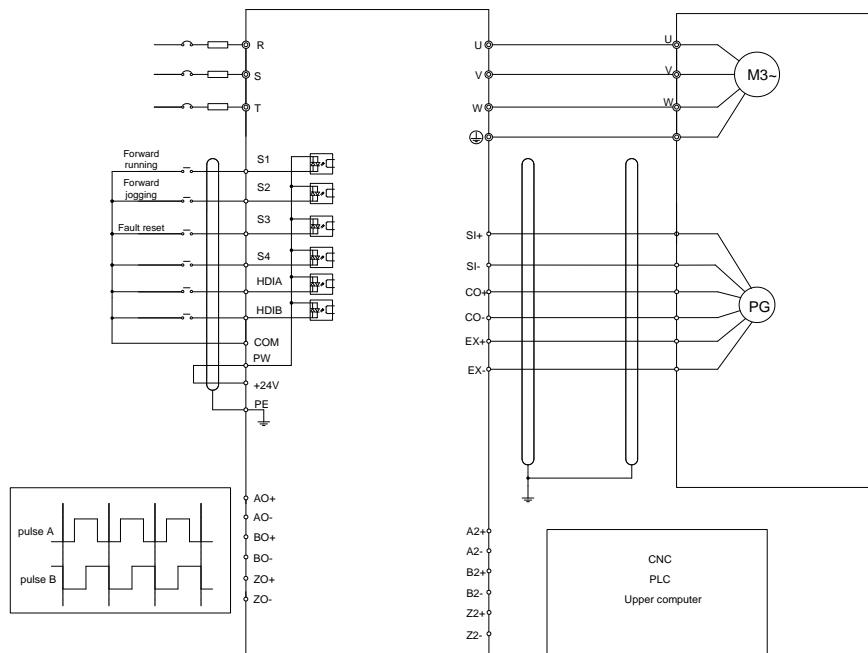 R
S
T
U
V
W
U
V
W
M3~
Forward
running
Forward
jogging
Fault reset
S1
S2
S3
S4
HDIA
HDIB
COM
PW
+24V
PE
SI+
SI-
CO+
CO-
EX+
EX-
PG
pulse A
pulse B
AO+
AO-
BO+
BO-
ZO+
ZO-
A2+
A2-
B2+
B2-
Z2+
Z2-
CNC
PLC
Upper computer